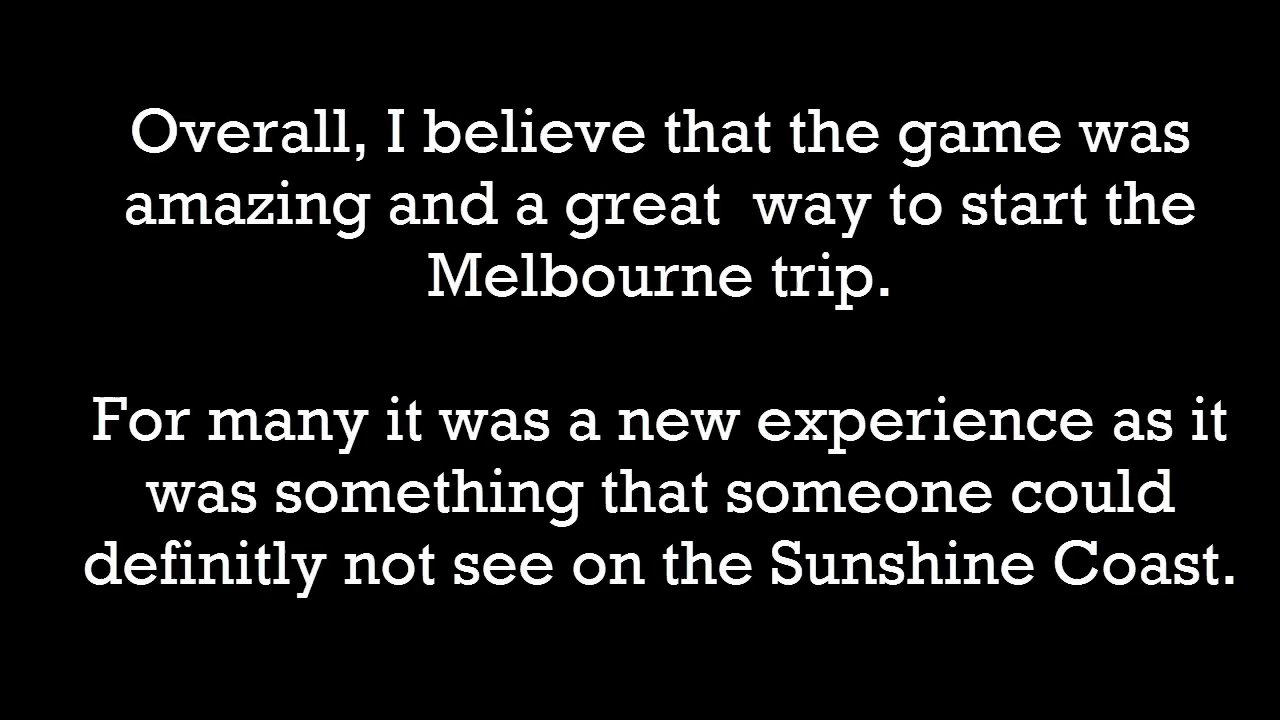 Overall, I believe that the game was
amazing and a great  way to start the
Melbourne trip.
For many it was a new experience as it
was something that someone could
definitly not see on the Sunshine Coast.